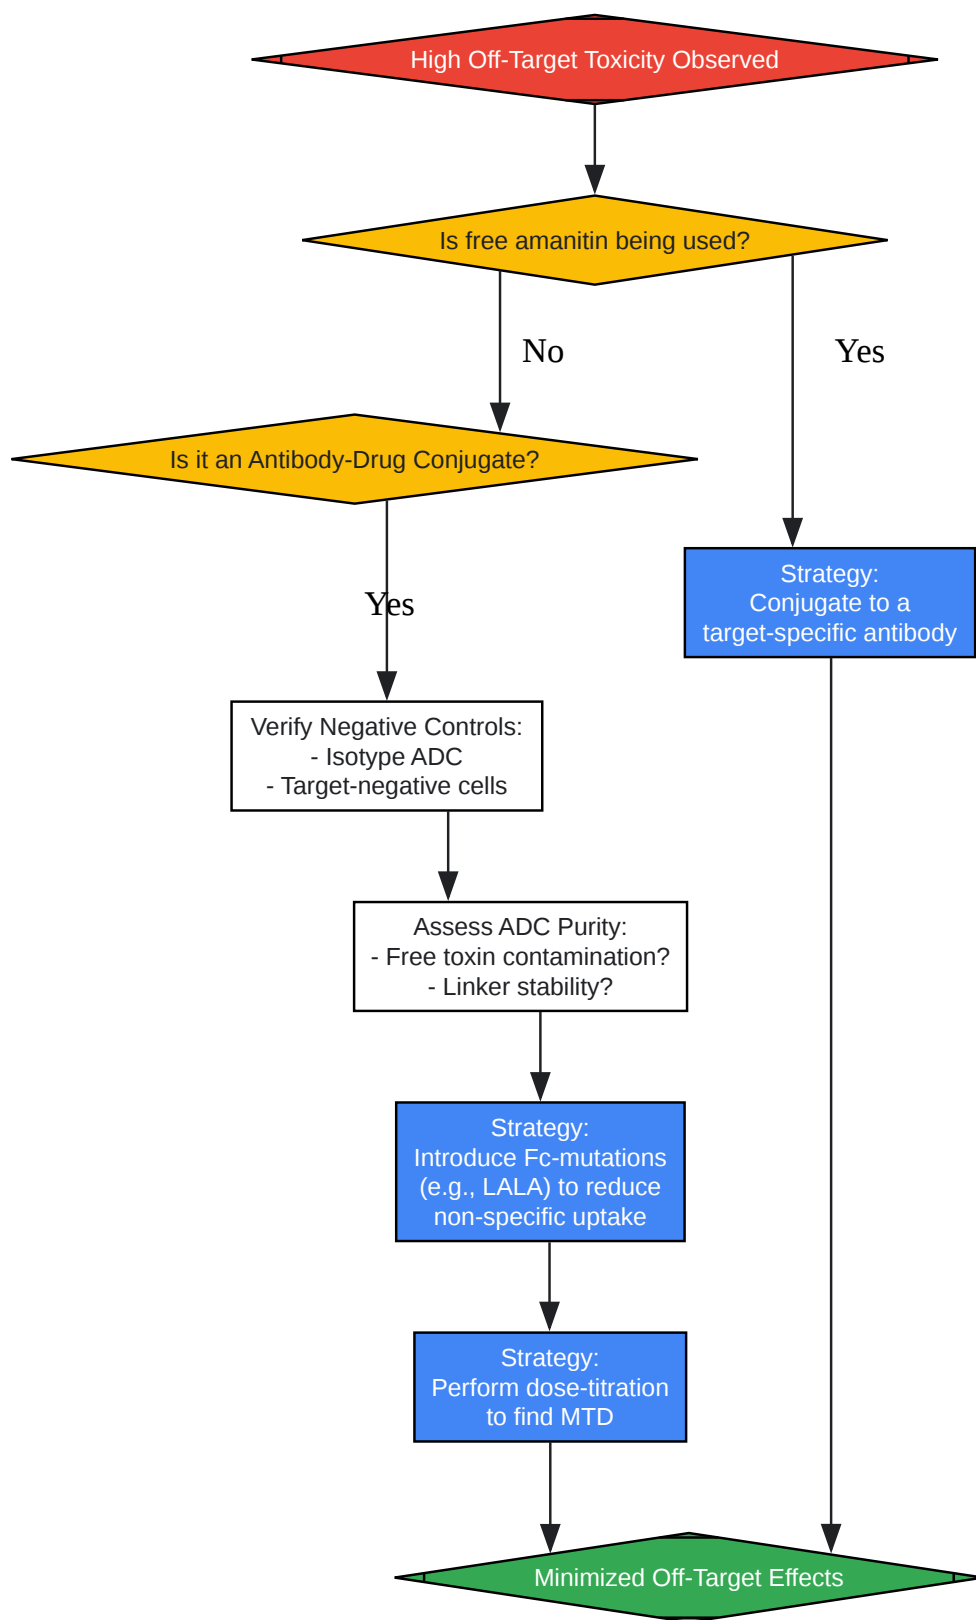 High Off-Target Toxicity Observed
Is free amanitin being used?
No
Yes
Is it an Antibody-Drug Conjugate?
Strategy:
Conjugate to a
target-specific antibody
Yes
Verify Negative Controls:
- Isotype ADC
- Target-negative cells
Assess ADC Purity:
- Free toxin contamination?
- Linker stability?
Strategy:
Introduce Fc-mutations
(e.g., LALA) to reduce
non-specific uptake
Strategy:
Perform dose-titration
to find MTD
Minimized Off-Target Effects